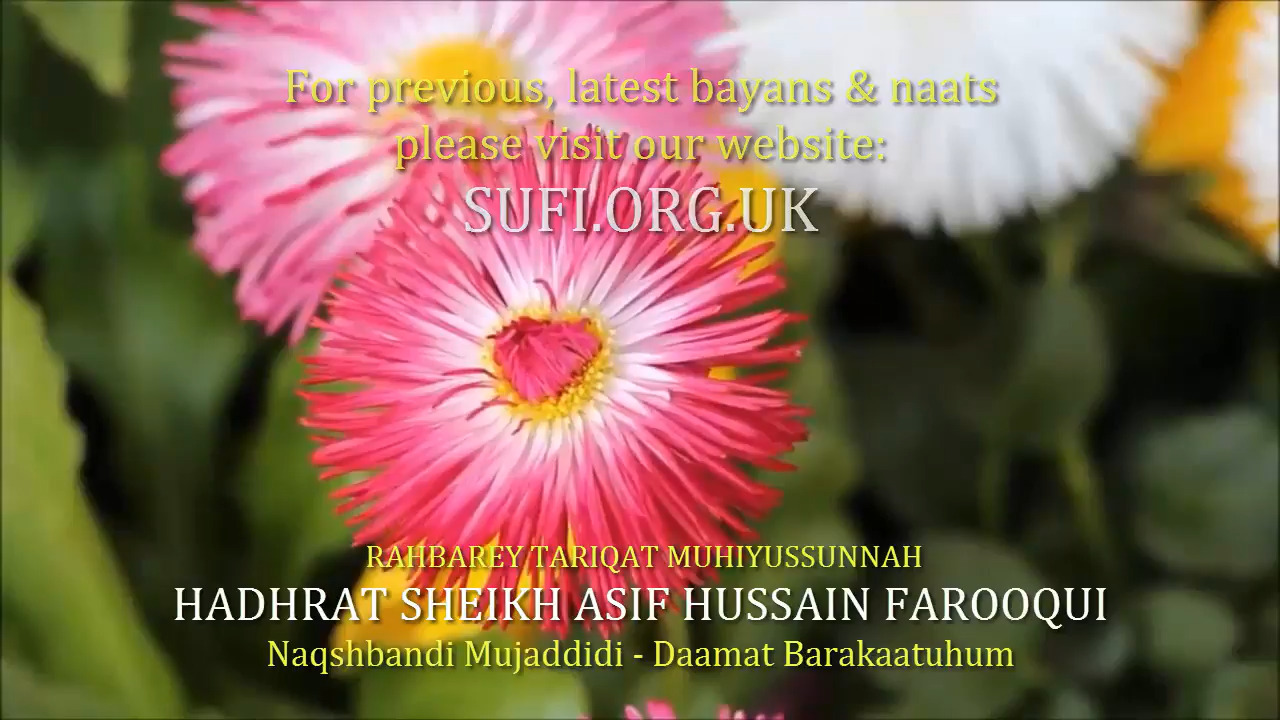 For previous, latest bayans & naats
please visit our website:
SUFI.ORG.UK
RAHBAREY TARIQAT MUHIYUSSUNNAH
HADHRAT SHEIKH ASIF HUSSAIN FAROOQUI
Naqshbandi Mujaddidi - Daamat Barakaatuhum